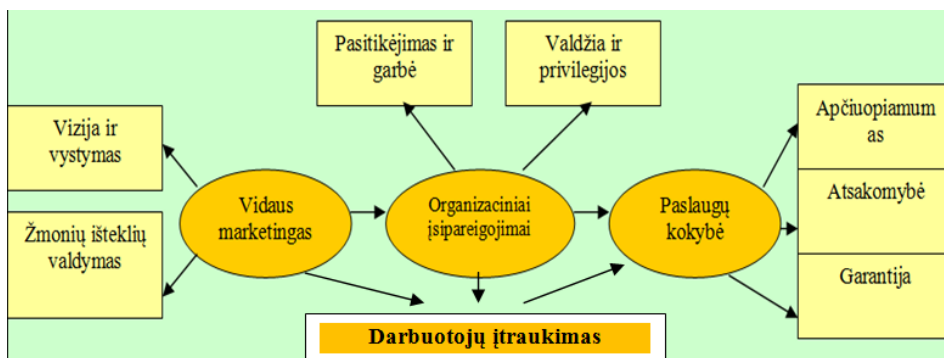 Pasitikėjimas ir
garbė
Valdžia ir
privilegijos
Vizija ir
vystymas
Apčiuopiamum
as
Žmonių išteklių
valdymas
Vidaus
marketingas
Organizaciniai
įsipareigojimai
Paslaugų
kokybė
Atsakomybė
Garantija
Darbuotojų įtraukimas